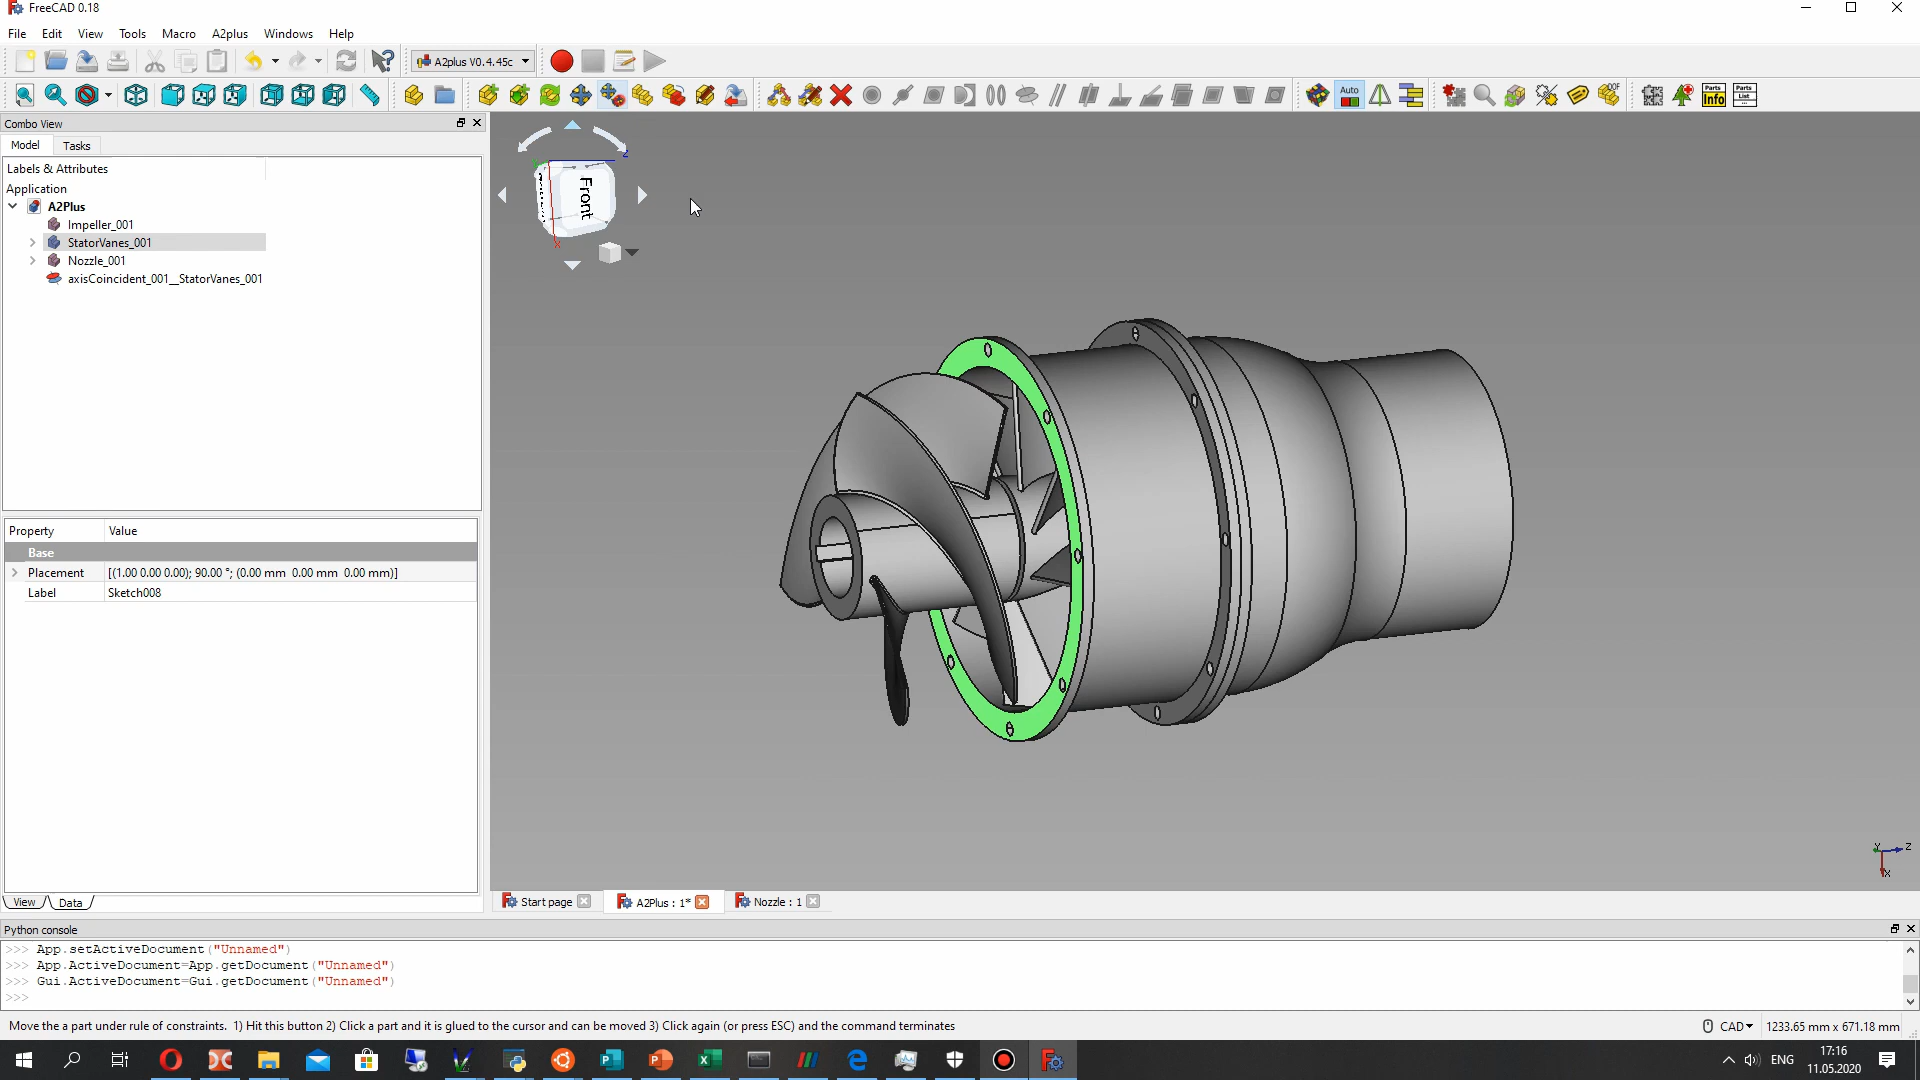 FreeCAD 0.18
File Edit View Tools Macro A2plus Windows Help
A2plus V0.4.45c
Auto
DOF
Parts Info
Parts List
Combo View
Model Tasks
Labels & Attributes
Application
A2Plus
Impeller_001
StatorVanes_001
Nozzle_001
axisCoincident_001__StatorVanes_001
Front
Z
X
Property Value
Base
Placement [(1.00 0.00 0.00); 90.00 °; (0.00 mm 0.00 mm 0.00 mm)]
Label Sketch008
Y Z
X
View Data
Start page A2Plus : 1* Nozzle : 1
Python console
>>> App.setActiveDocument("Unnamed")
>>> App.ActiveDocument=App.getDocument("Unnamed")
>>> Gui.ActiveDocument=Gui.getDocument("Unnamed")
>>>
Move the a part under rule of constraints. 1) Hit this button 2) Click a part and it is glued to the cursor and can be moved 3) Click again (or press ESC) and the command terminates
CAD 1233.65 mm x 671.18 mm
ENG
17:16
11.05.2020